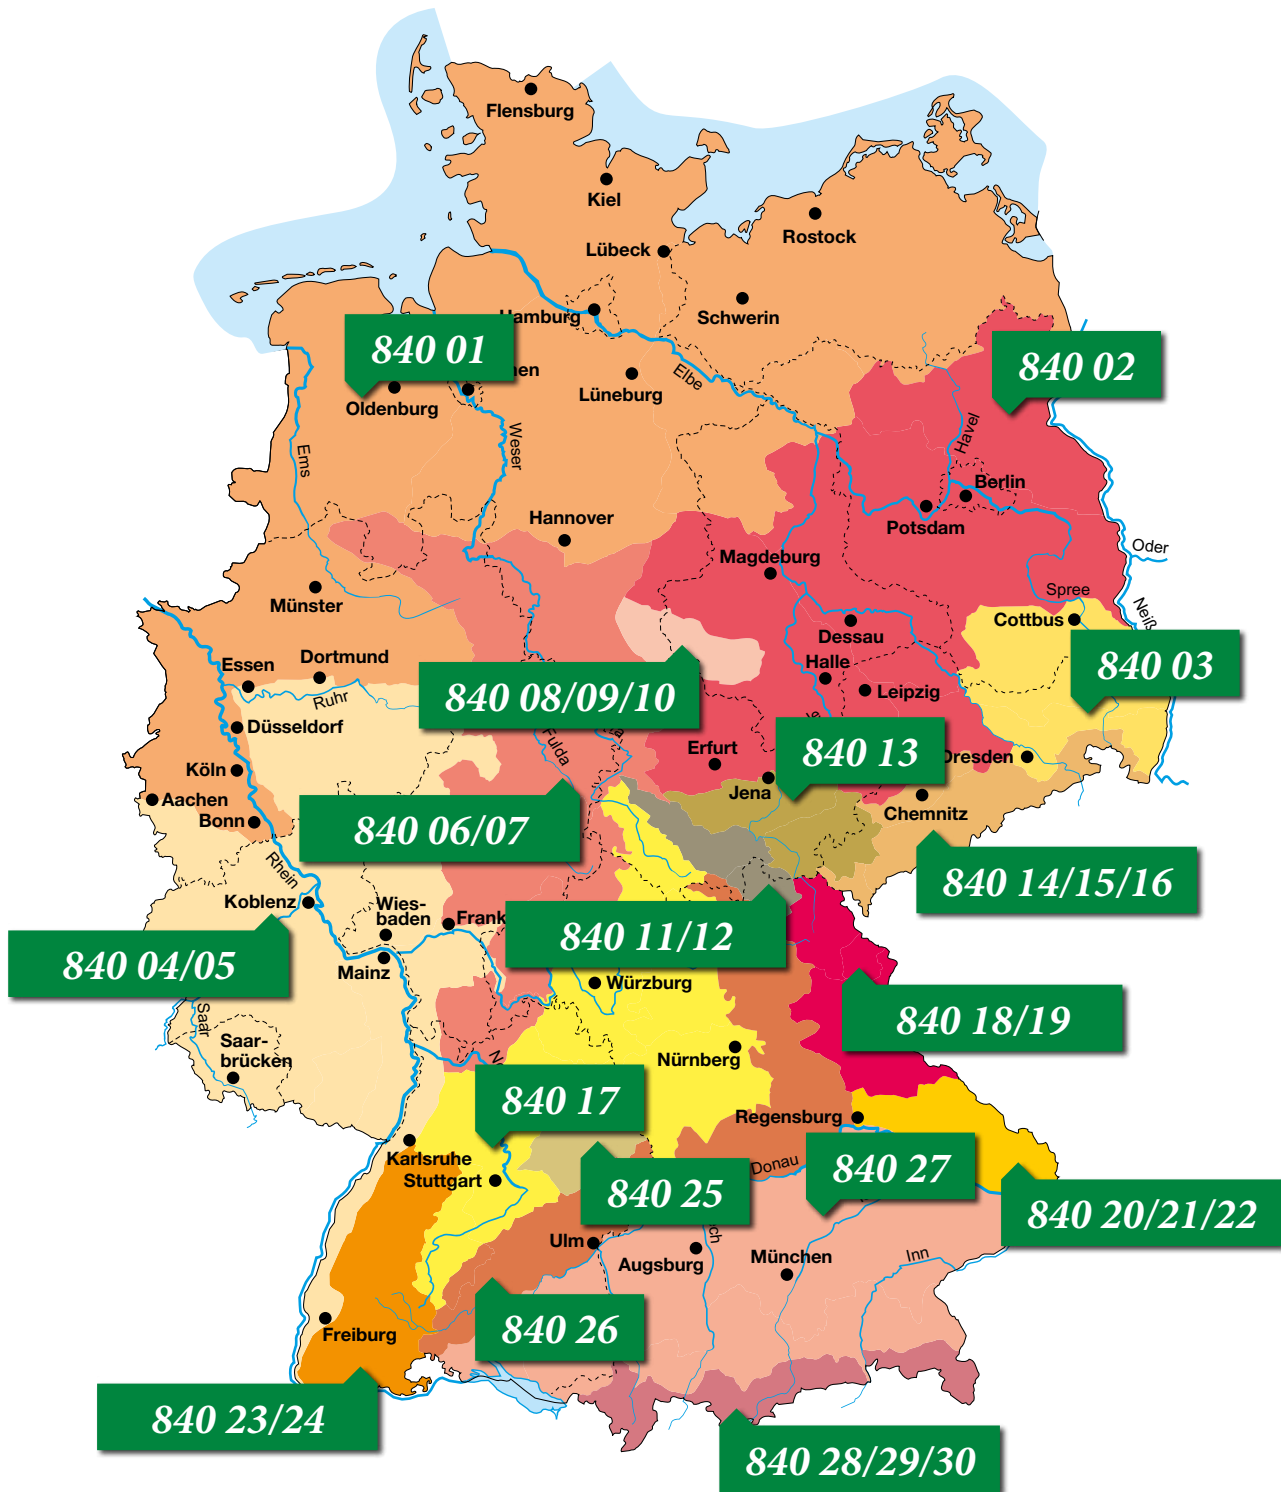 Flensburg
Kiel
Rostock
Lübeck
Schwerin
Hamburg
840 01
840 02
Elbe
Lüneburg
Oldenburg
Weser
Havel
Ems
Berlin
Potsdam
Hannover
Oder
Magdeburg
Spree
Münster
Cottbus
Dessau
Essen
Dortmund
Halle
840 03
Ruhr
840 08/09/10
Leipzig
Düsseldorf
Fulda
Erfurt
840 13
Dresden
Köln
Aachen
Jena
Chemnitz
Bonn
840 06/07
Rhein
840 14/15/16
Koblenz
Wies-
baden
Frank
840 11/12
840 04/05
Mainz
Würzburg
Saar
840 18/19
Saar-
brücken
Nürnberg
840 17
Regensburg
Karlsruhe
Donau
840 27
Stuttgart
840 25
840 20/21/22
Ulm
Augsburg
München
Inn
Freiburg
840 26
840 23/24
840 28/29/30